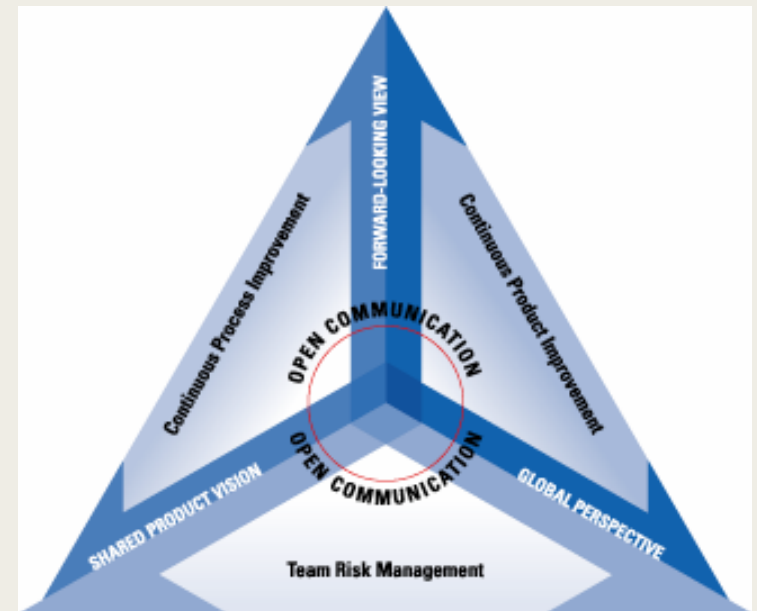 FORWARD-LOOKING VIEW
Continuous Process Improvement
Continuous Product Improvement
OPEN COMMUNICATION
OPEN COMMUNICATION
SHARED PRODUCT VISION
GLOBAL PERSPECTIVE
Team Risk Management